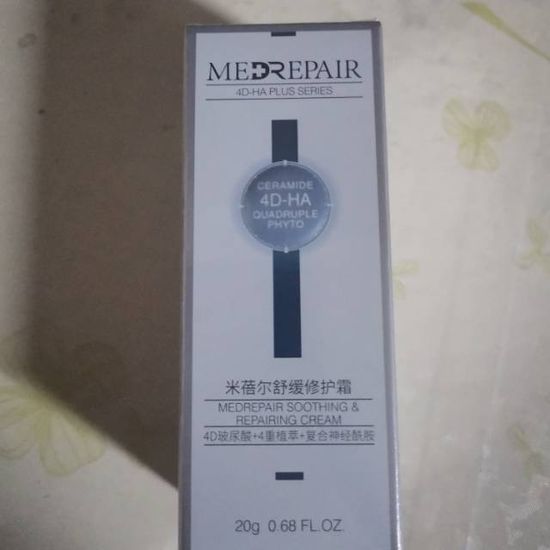 MEDREPAIR
4D-HA PLUS SERIES
CERAMIDE
4D-HA
QUADRUPLE
PHYTO
米蓓尔舒缓修护霜
MEDREPAIR SOOTHING &
REPAIRING CREAM
4D玻尿酸+4重植萃+复合神经酰胺
20g 0.68 FL.OZ.